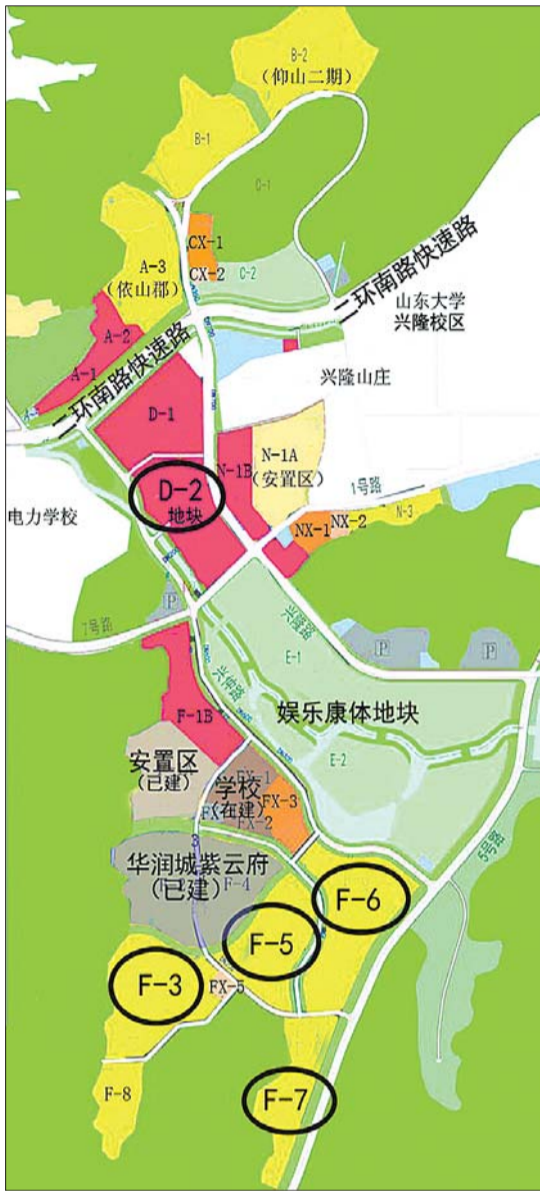 B-2
(仰山二期)
B-1
C-1
CX-1
A-3
(依山郡)
CX-2
C-2
二环南路快速路
山东大学
兴隆校区
A-2
A-1
二环南路快速路
兴隆山庄
D-1
N-1B
N-1A
(安置区)
D-2
地块
1号路
电力学校
NX-1
NX-2
N-3
P
7号路
兴隆路
E-1
P
P
兴仲路
F-1B
娱乐康体地块
安置区
(已建)
学校
(在建)
FX-1
FX-2
FX-3
E-2
5号路
华润城紫云府
(已建)
F-4
F-6
F-5
F-3
FX-5
F-8
F-7